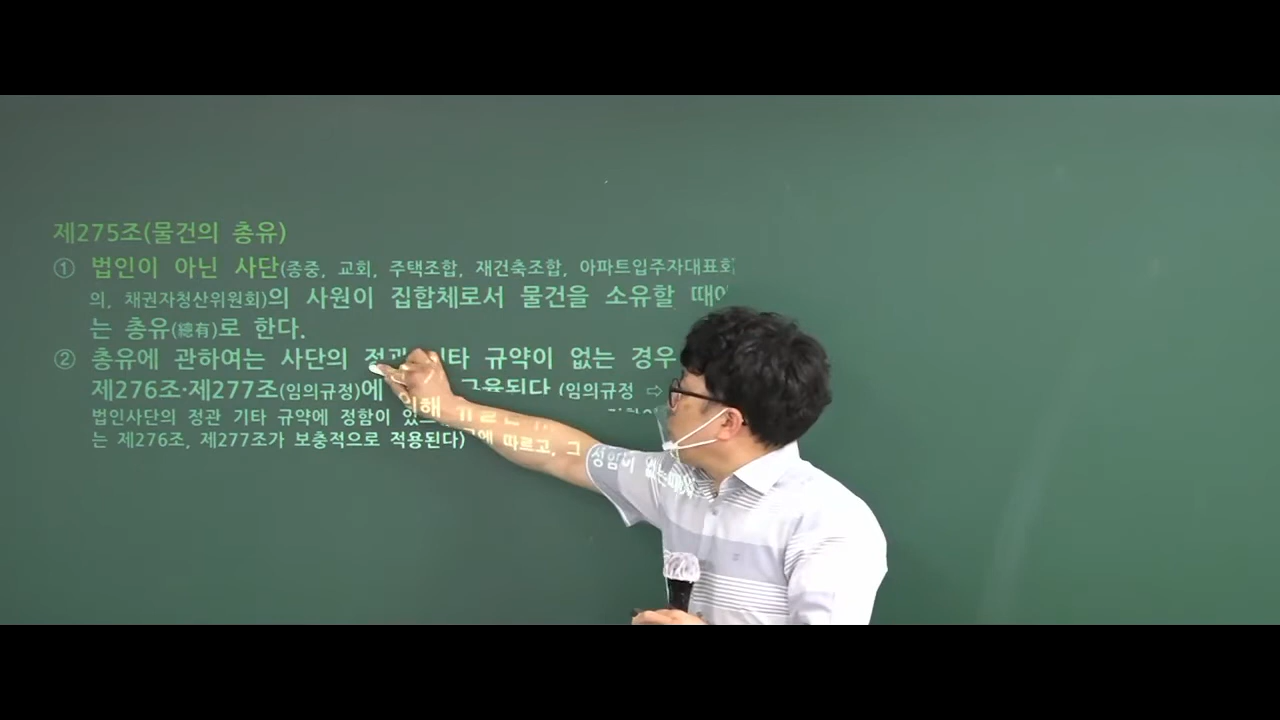 제275조(물건의 총유)
① 법인이 아닌 사단(종중, 교회, 주택조합, 재건축조합, 아파트입주자대표회
의, 채권자청산위원회)의 사원이 집합체로서 물건을 소유할 때에
는 총유(總有)로 한다.
② 총유에 관하여는 사단의 정관 기타 규약이 없는 경우
제276조·제277조(임의규정)에 의해 규율된다 (임의규정 ⇨
법인사단의 정관 기타 규약에 정함이 있으면 그에 따르고, 그 정함이 없는 때에
는 제276조, 제277조가 보충적으로 적용된다)